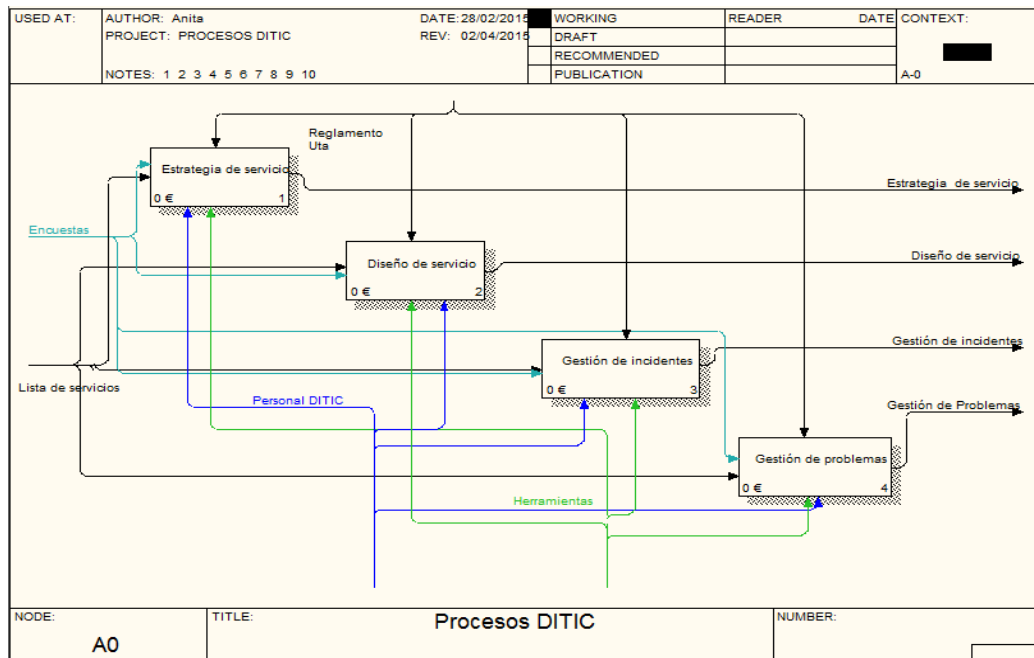 USED AT:
AUTHOR: Anita
DATE: 28/02/2015
WORKING
READER
DATE
CONTEXT:
PROJECT: PROCESOS DITIC
REV: 02/04/2015
DRAFT
RECOMMENDED
NOTES: 1 2 3 4 5 6 7 8 9 10
PUBLICATION
A-0
Reglamento
Uta
Estrategia de servicio
0 €
1
Estrategia de servicio
Encuestas
Diseño de servicio
0 €
2
Diseño de servicio
Gestión de incidentes
Gestión de incidentes
0 €
3
Lista de servicios
Personal DITIC
Gestión de Problemas
Gestión de problemas
0 €
4
Herramientas
NODE:
A0
TITLE:
Procesos DITIC
NUMBER: